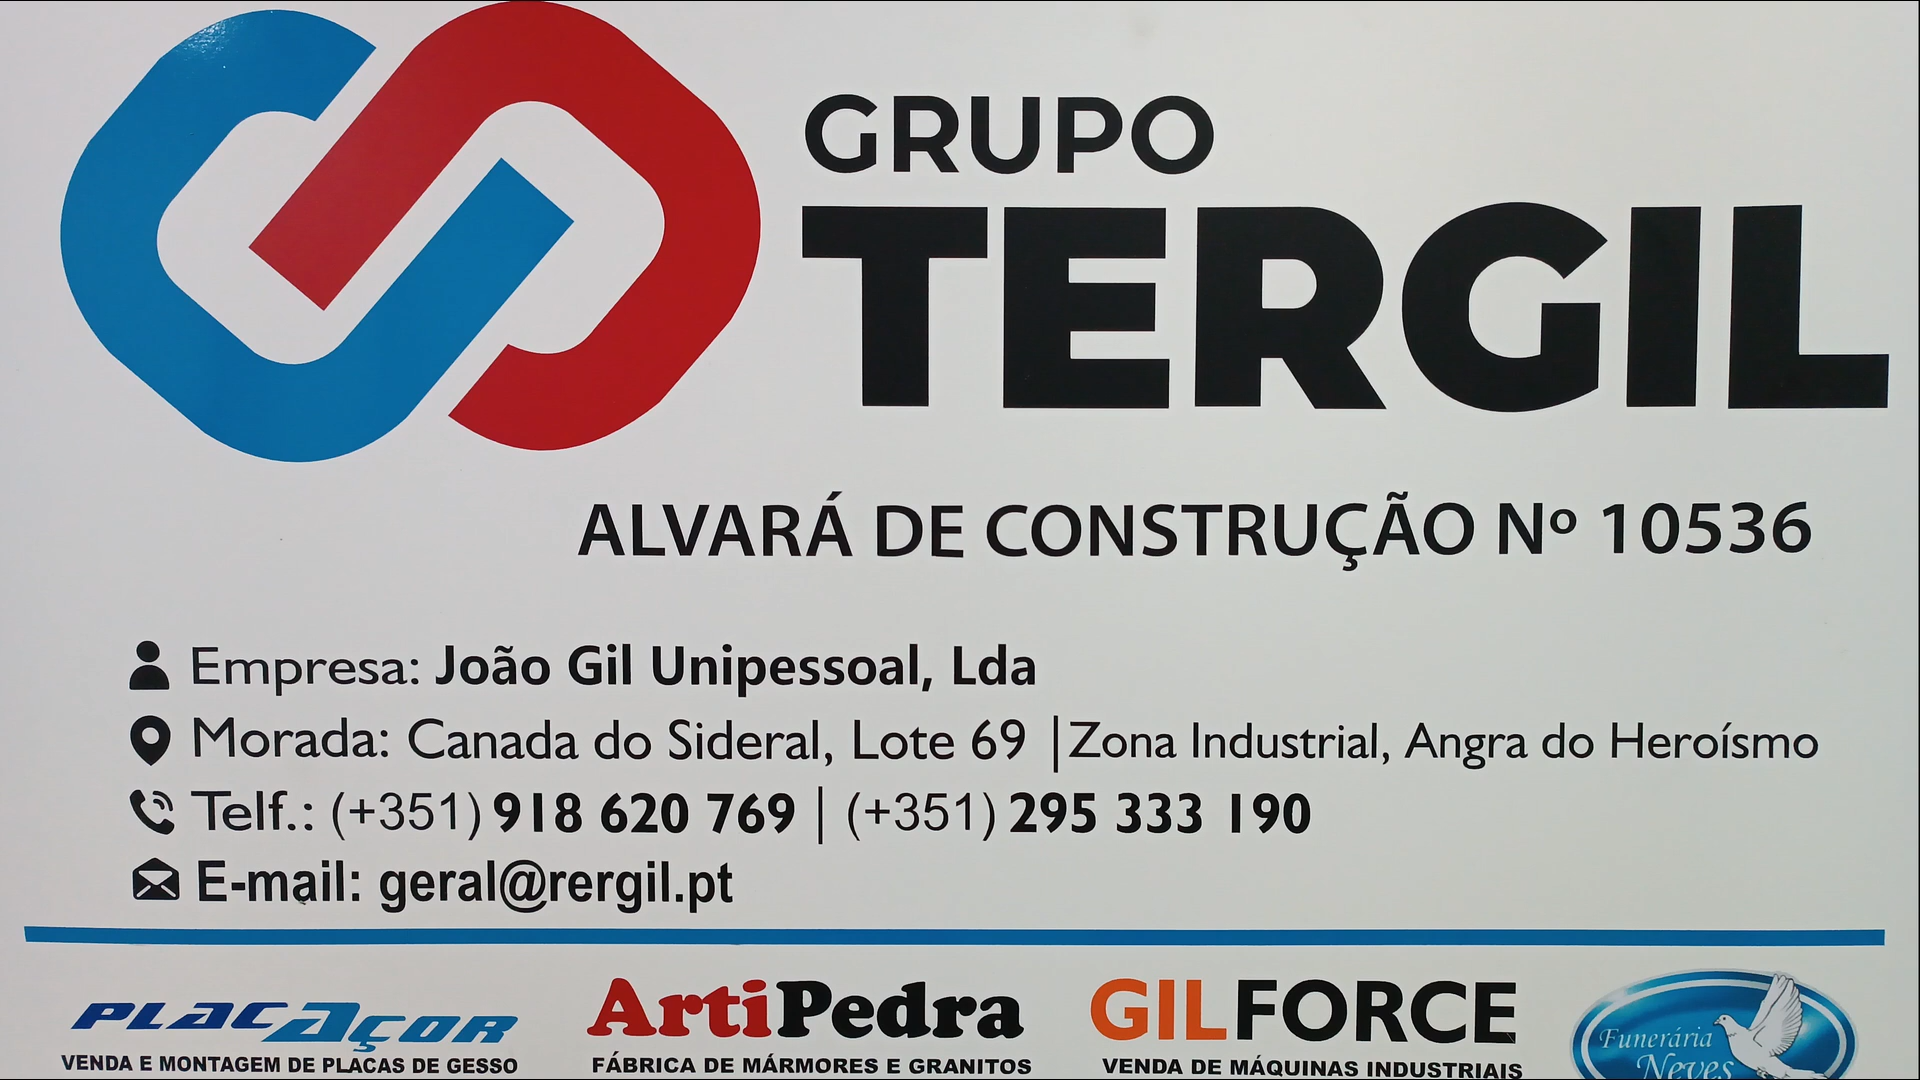 GRUPO
TERGIL
ALVARÁ DE CONSTRUÇÃO Nº 10536
Empresa: João Gil Unipessoal, Lda
Morada: Canada do Sideral, Lote 69 | Zona Industrial, Angra do Heroísmo
Telf.: (+351) 918 620 769 | (+351) 295 333 190
E-mail: geral@rergil.pt
PLACAÇOR
VENDA E MONTAGEM DE PLACAS DE GESSO
ArtiPedra
FÁBRICA DE MÁRMORES E GRANITOS
GILFORCE
VENDA DE MÁQUINAS INDUSTRIAIS
Funerária
Neves